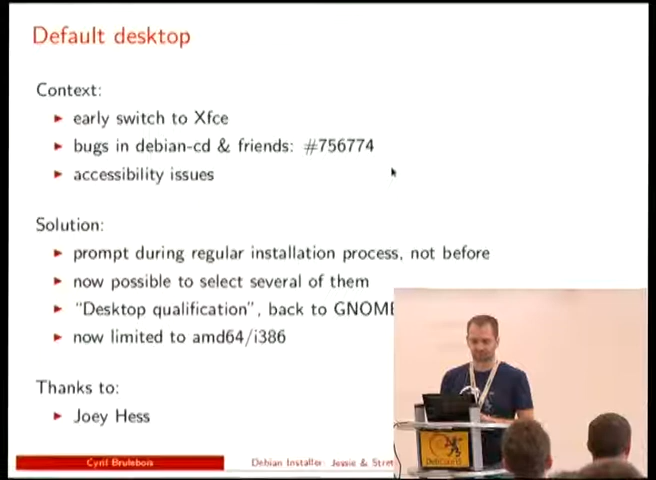 Default desktop
Context:
early switch to Xfce
bugs in debian-cd & friends: #756774
accessibility issues
Solution:
prompt during regular installation process, not before
now possible to select several of them
"Desktop qualification", back to GNOME
now limited to amd64/i386
Thanks to:
Joey Hess
Cyril Brulebois
Debian Installer: Jessie & Stret